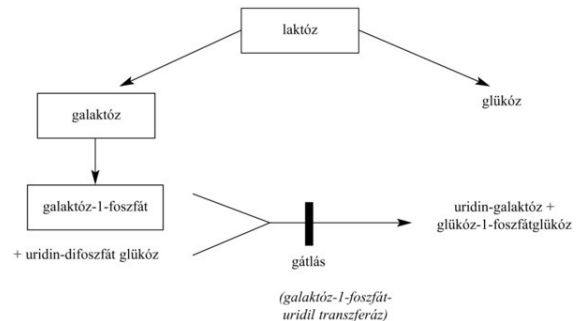 laktóz
glükóz
galaktóz
galaktóz-1-foszfát
+ uridin-difoszfát glükóz
uridin-galaktóz +
glükóz-1-foszfátglükóz
gátlás
(galaktóz-1-foszfát-
uridil transzferáz)